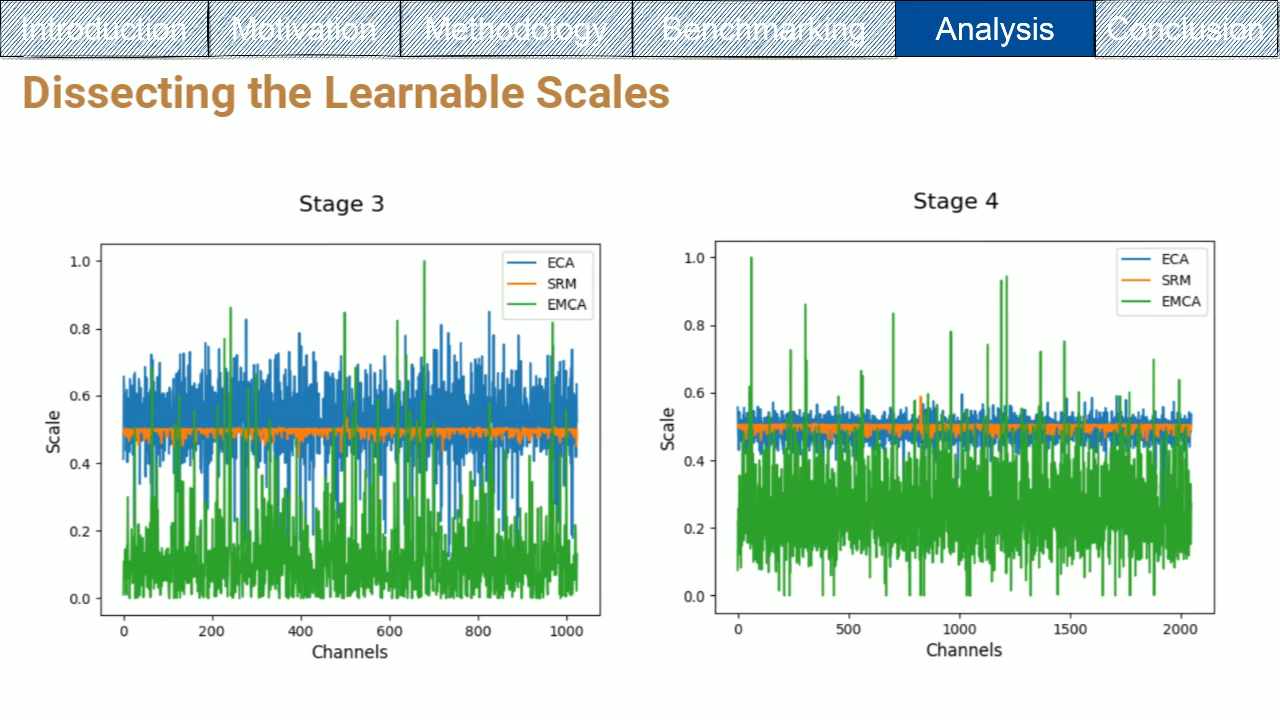 Introduction Motivation Methodology Benchmarking Analysis Conclusion
Dissecting the Learnable Scales
Stage 3
ECA
SRM
EMCA
1.0
0.8
0.6
0.4
0.2
0.0
Scale
0 200 400 600 800 1000
Channels
Stage 4
ECA
SRM
EMCA
1.0
0.8
0.6
0.4
0.2
0.0
Scale
0 500 1000 1500 2000
Channels